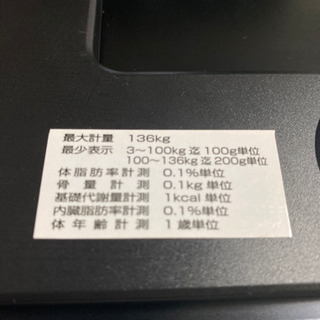 最大計量 136kg
最少表示 3～100kg迄 100g単位
100～136kg迄 200g単位
体脂肪率計測 0.1%単位
骨量計測 0.1kg単位
基礎代謝量計測 1kcal単位
内臓脂肪率計測 0.1%単位
体年齢計測 1歳単位